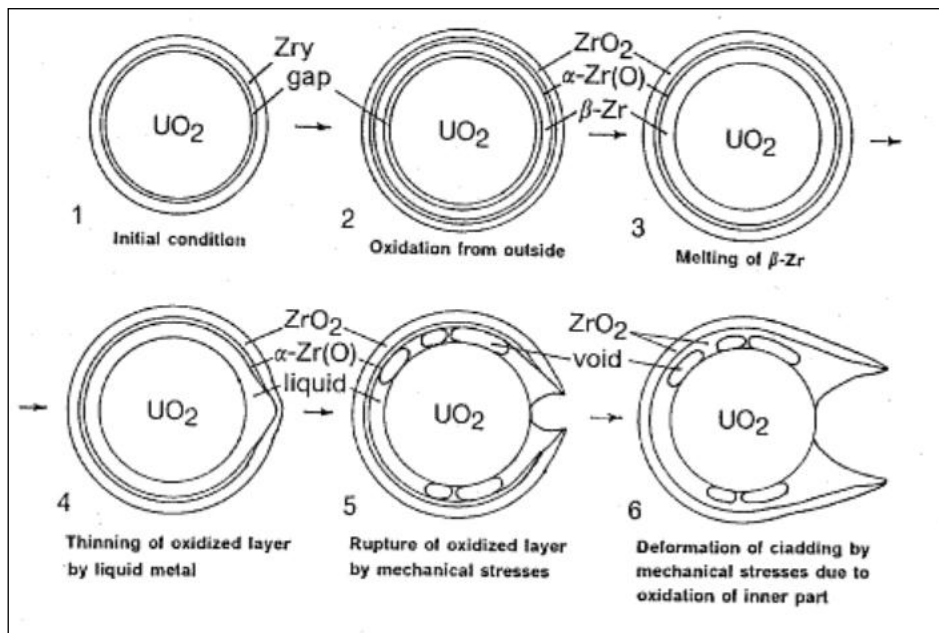 Zry
gap
UO₂
1
Initial condition
ZrO₂
α-Zr(O)
β-Zr
UO₂
2
Oxidation from outside
UO₂
3
Melting of β-Zr
ZrO₂
α-Zr(O)
liquid
UO₂
4
Thinning of oxidized layer
by liquid metal
UO₂
5
Rupture of oxidized layer
by mechanical stresses
ZrO₂
void
UO₂
6
Deformation of cladding by
mechanical stresses due to
oxidation of inner part